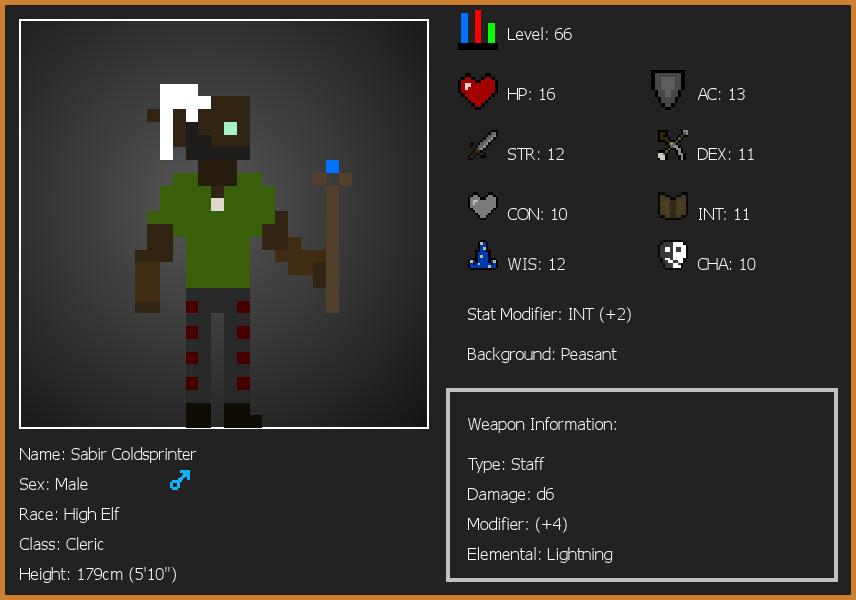 Level: 66
HP: 16
AC: 13
STR: 12
DEX: 11
CON: 10
INT: 11
WIS: 12
CHA: 10
Stat Modifier: INT (+2)
Background: Peasant
Weapon Information:
Type: Staff
Damage: d6
Modifier: (+4)
Elemental: Lightning
Name: Sabir Coldsprinter
Sex: Male
Race: High Elf
Class: Cleric
Height: 179cm (5'10")